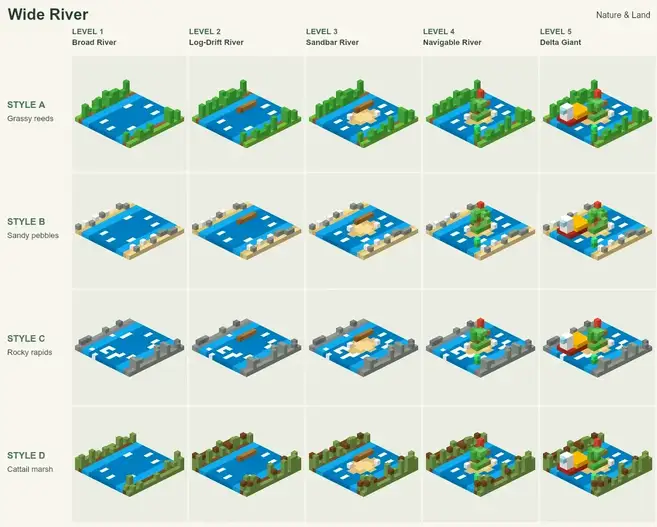 Wide River
Nature & Land
LEVEL 1
Broad River
LEVEL 2
Log-Drift River
LEVEL 3
Sandbar River
LEVEL 4
Navigable River
LEVEL 5
Delta Giant
STYLE A
Grassy reeds
STYLE B
Sandy pebbles
STYLE C
Rocky rapids
STYLE D
Cattail marsh